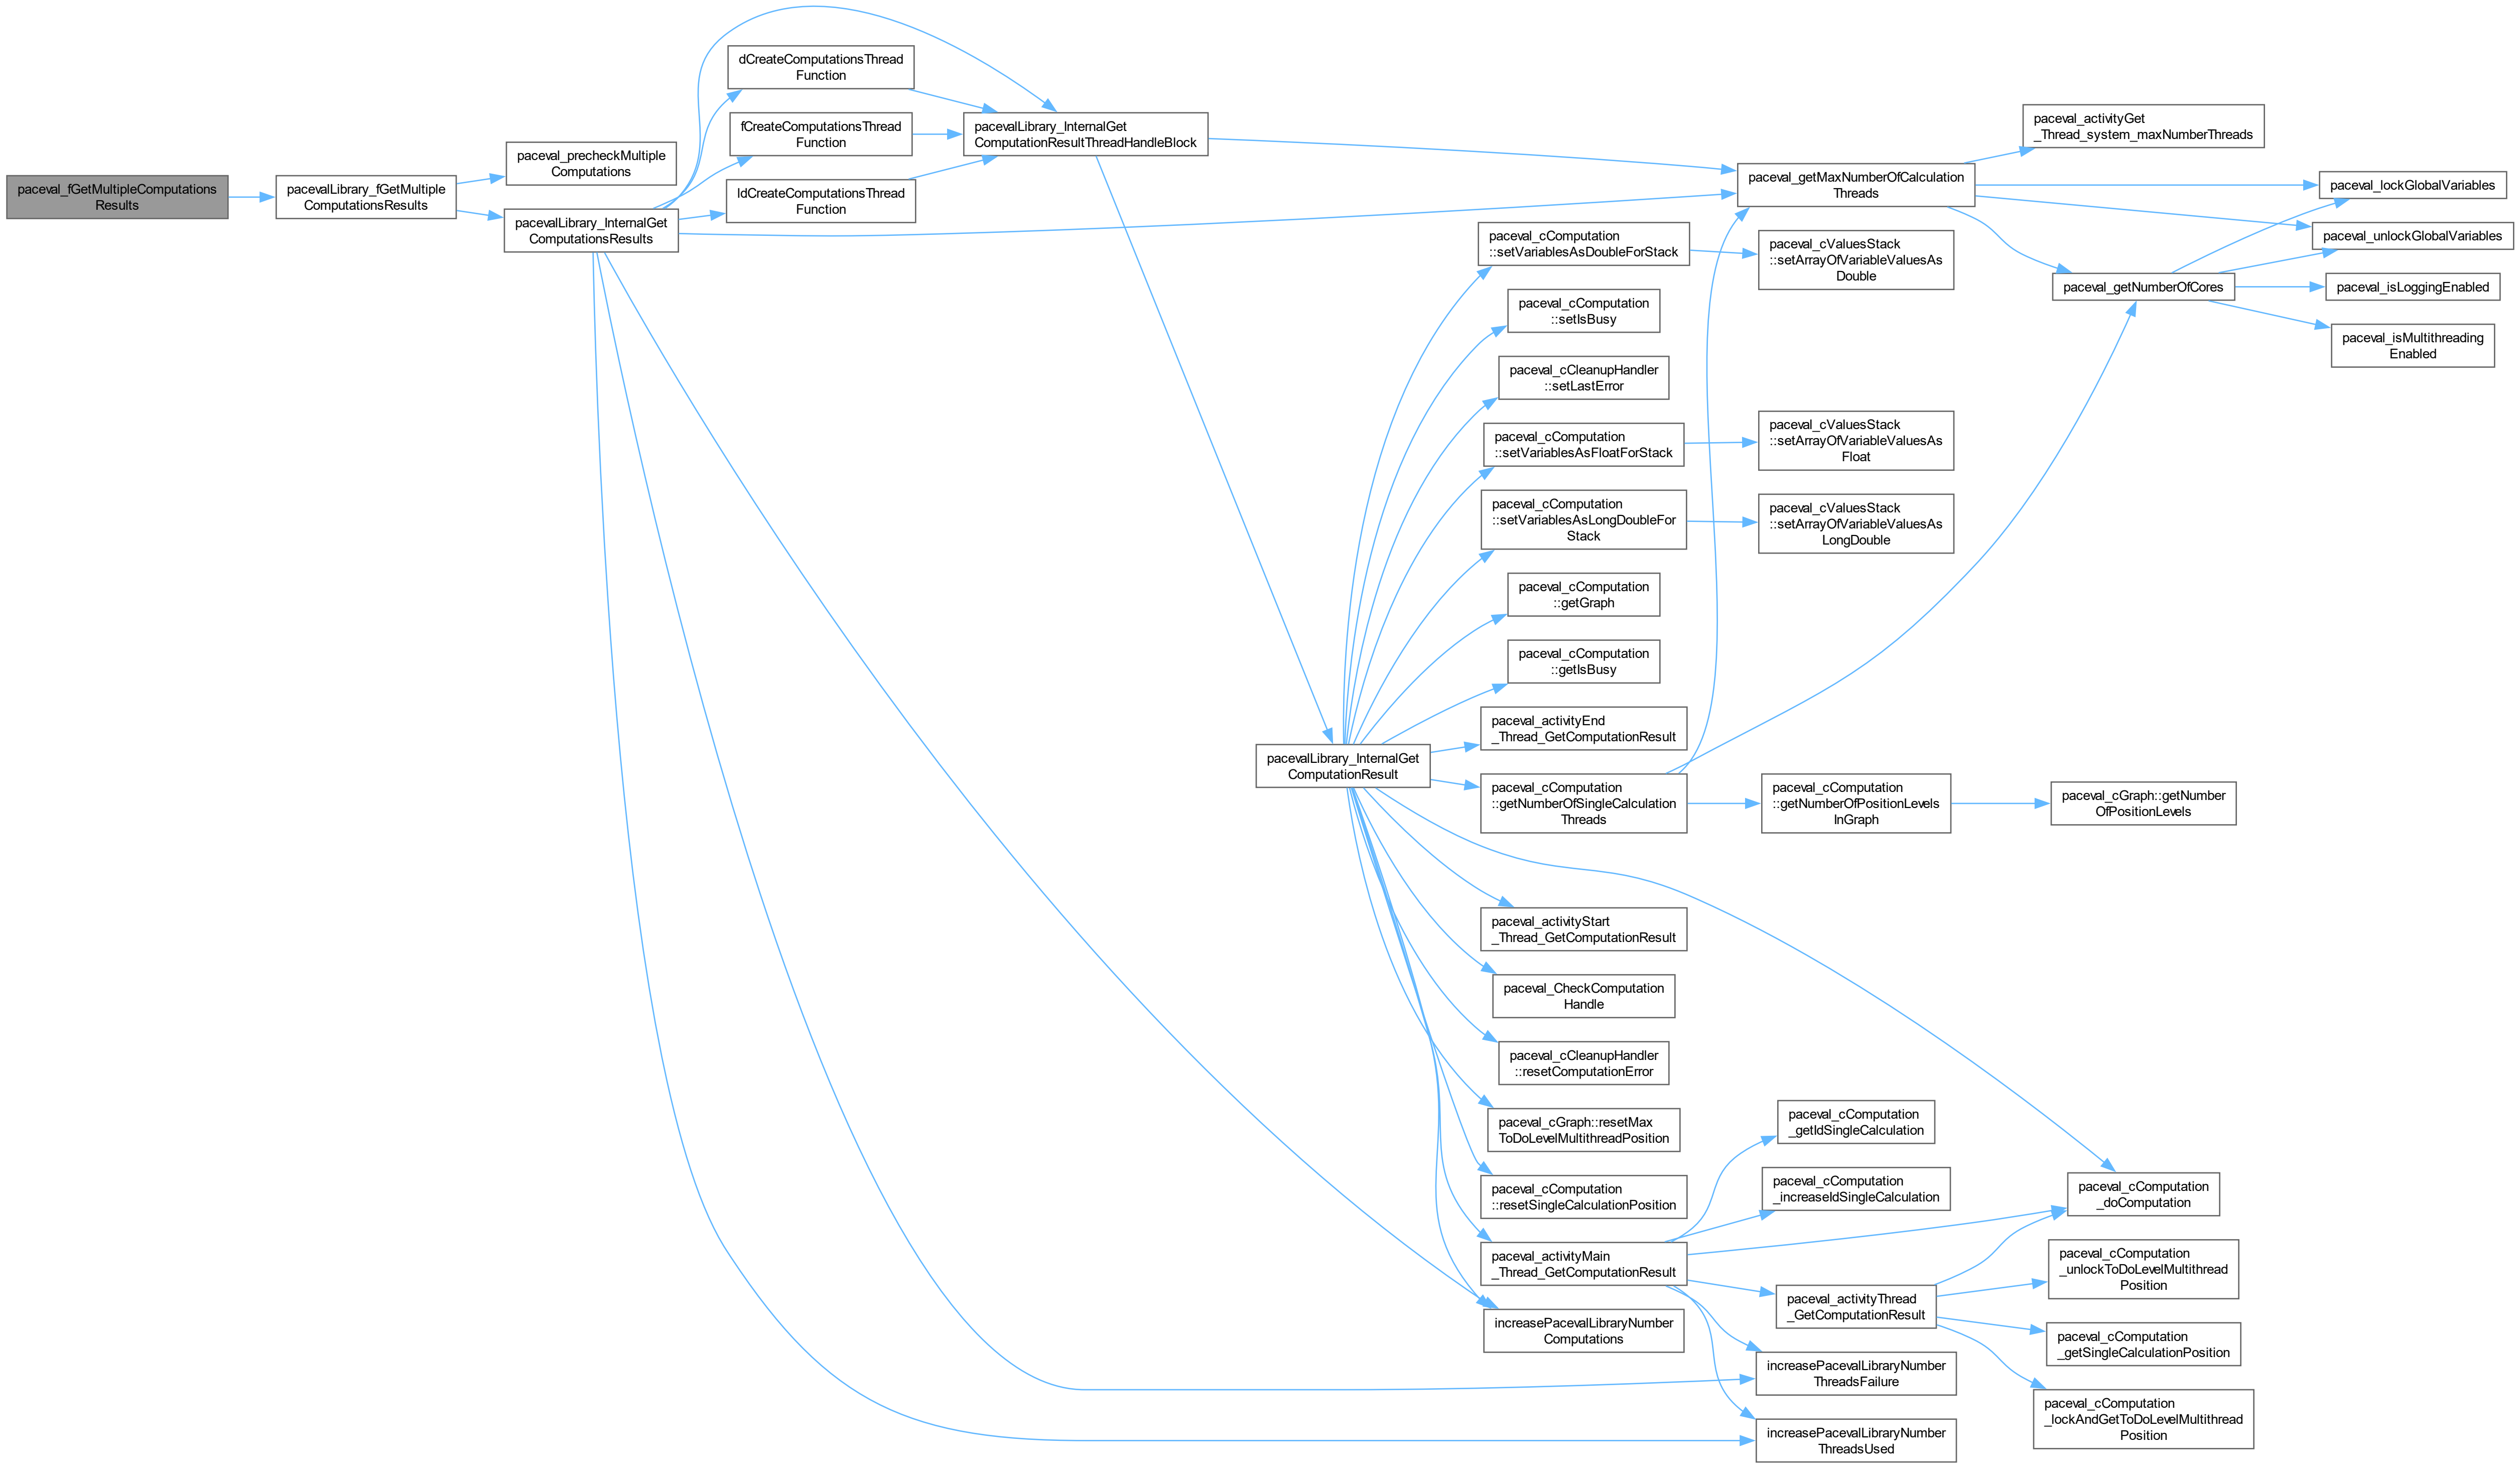 paceval_fGetMultipleComputations
Results
pacevalLibrary_fGetMultiple
ComputationsResults
paceval_precheckMultiple
Computations
pacevalLibrary_InternalGet
ComputationsResults
dCreateComputationsThread
Function
fCreateComputationsThread
Function
ldCreateComputationsThread
Function
pacevalLibrary_InternalGet
ComputationResultThreadHandleBlock
pacevalLibrary_InternalGet
ComputationResult
paceval_cComputation
::setVariablesAsDoubleForStack
paceval_cComputation
::setIsBusy
paceval_cCleanupHandler
::setLastError
paceval_cComputation
::setVariablesAsFloatForStack
paceval_cComputation
::setVariablesAsLongDoubleFor
Stack
paceval_cComputation
::getGraph
paceval_cComputation
::getIsBusy
paceval_activityEnd
_Thread_GetComputationResult
paceval_cComputation
::getNumberOfSingleCalculation
Threads
paceval_activityStart
_Thread_GetComputationResult
paceval_CheckComputation
Handle
paceval_cCleanupHandler
::resetComputationError
paceval_cGraph::resetMax
ToDoLevelMultithreadPosition
paceval_cComputation
::resetSingleCalculationPosition
paceval_activityMain
_Thread_GetComputationResult
increasePacevalLibraryNumber
Computations
paceval_getMaxNumberOfCalculation
Threads
paceval_cValuesStack
::setArrayOfVariableValuesAs
Double
paceval_cValuesStack
::setArrayOfVariableValuesAs
Float
paceval_cValuesStack
::setArrayOfVariableValuesAs
LongDouble
paceval_cComputation
::getNumberOfPositionLevels
InGraph
paceval_cComputation
_getIdSingleCalculation
paceval_cComputation
_increaseIdSingleCalculation
paceval_activityThread
_GetComputationResult
increasePacevalLibraryNumber
ThreadsFailure
increasePacevalLibraryNumber
ThreadsUsed
paceval_activityGet
_Thread_system_maxNumberThreads
paceval_getNumberOfCores
paceval_cGraph::getNumber
OfPositionLevels
paceval_cComputation
_doComputation
paceval_cComputation
_unlockToDoLevelMultithread
Position
paceval_cComputation
_getSingleCalculationPosition
paceval_cComputation
_lockAndGetToDoLevelMultithread
Position
paceval_lockGlobalVariables
paceval_unlockGlobalVariables
paceval_isLoggingEnabled
paceval_isMultithreading
Enabled